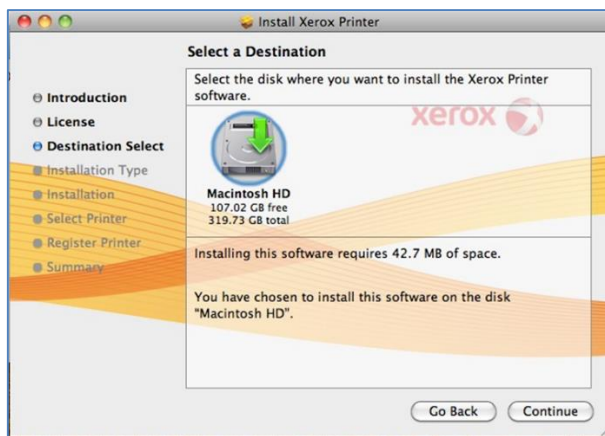 Install Xerox Printer
Select a Destination
Introduction
License
Destination Select
Installation Type
Installation
Select Printer
Register Printer
Summary
Select the disk where you want to install the Xerox Printer
software.
xerox
Macintosh HD
107.02 GB free
319.73 GB total
Installing this software requires 42.7 MB of space.
You have chosen to install this software on the disk
"Macintosh HD".
Go Back
Continue